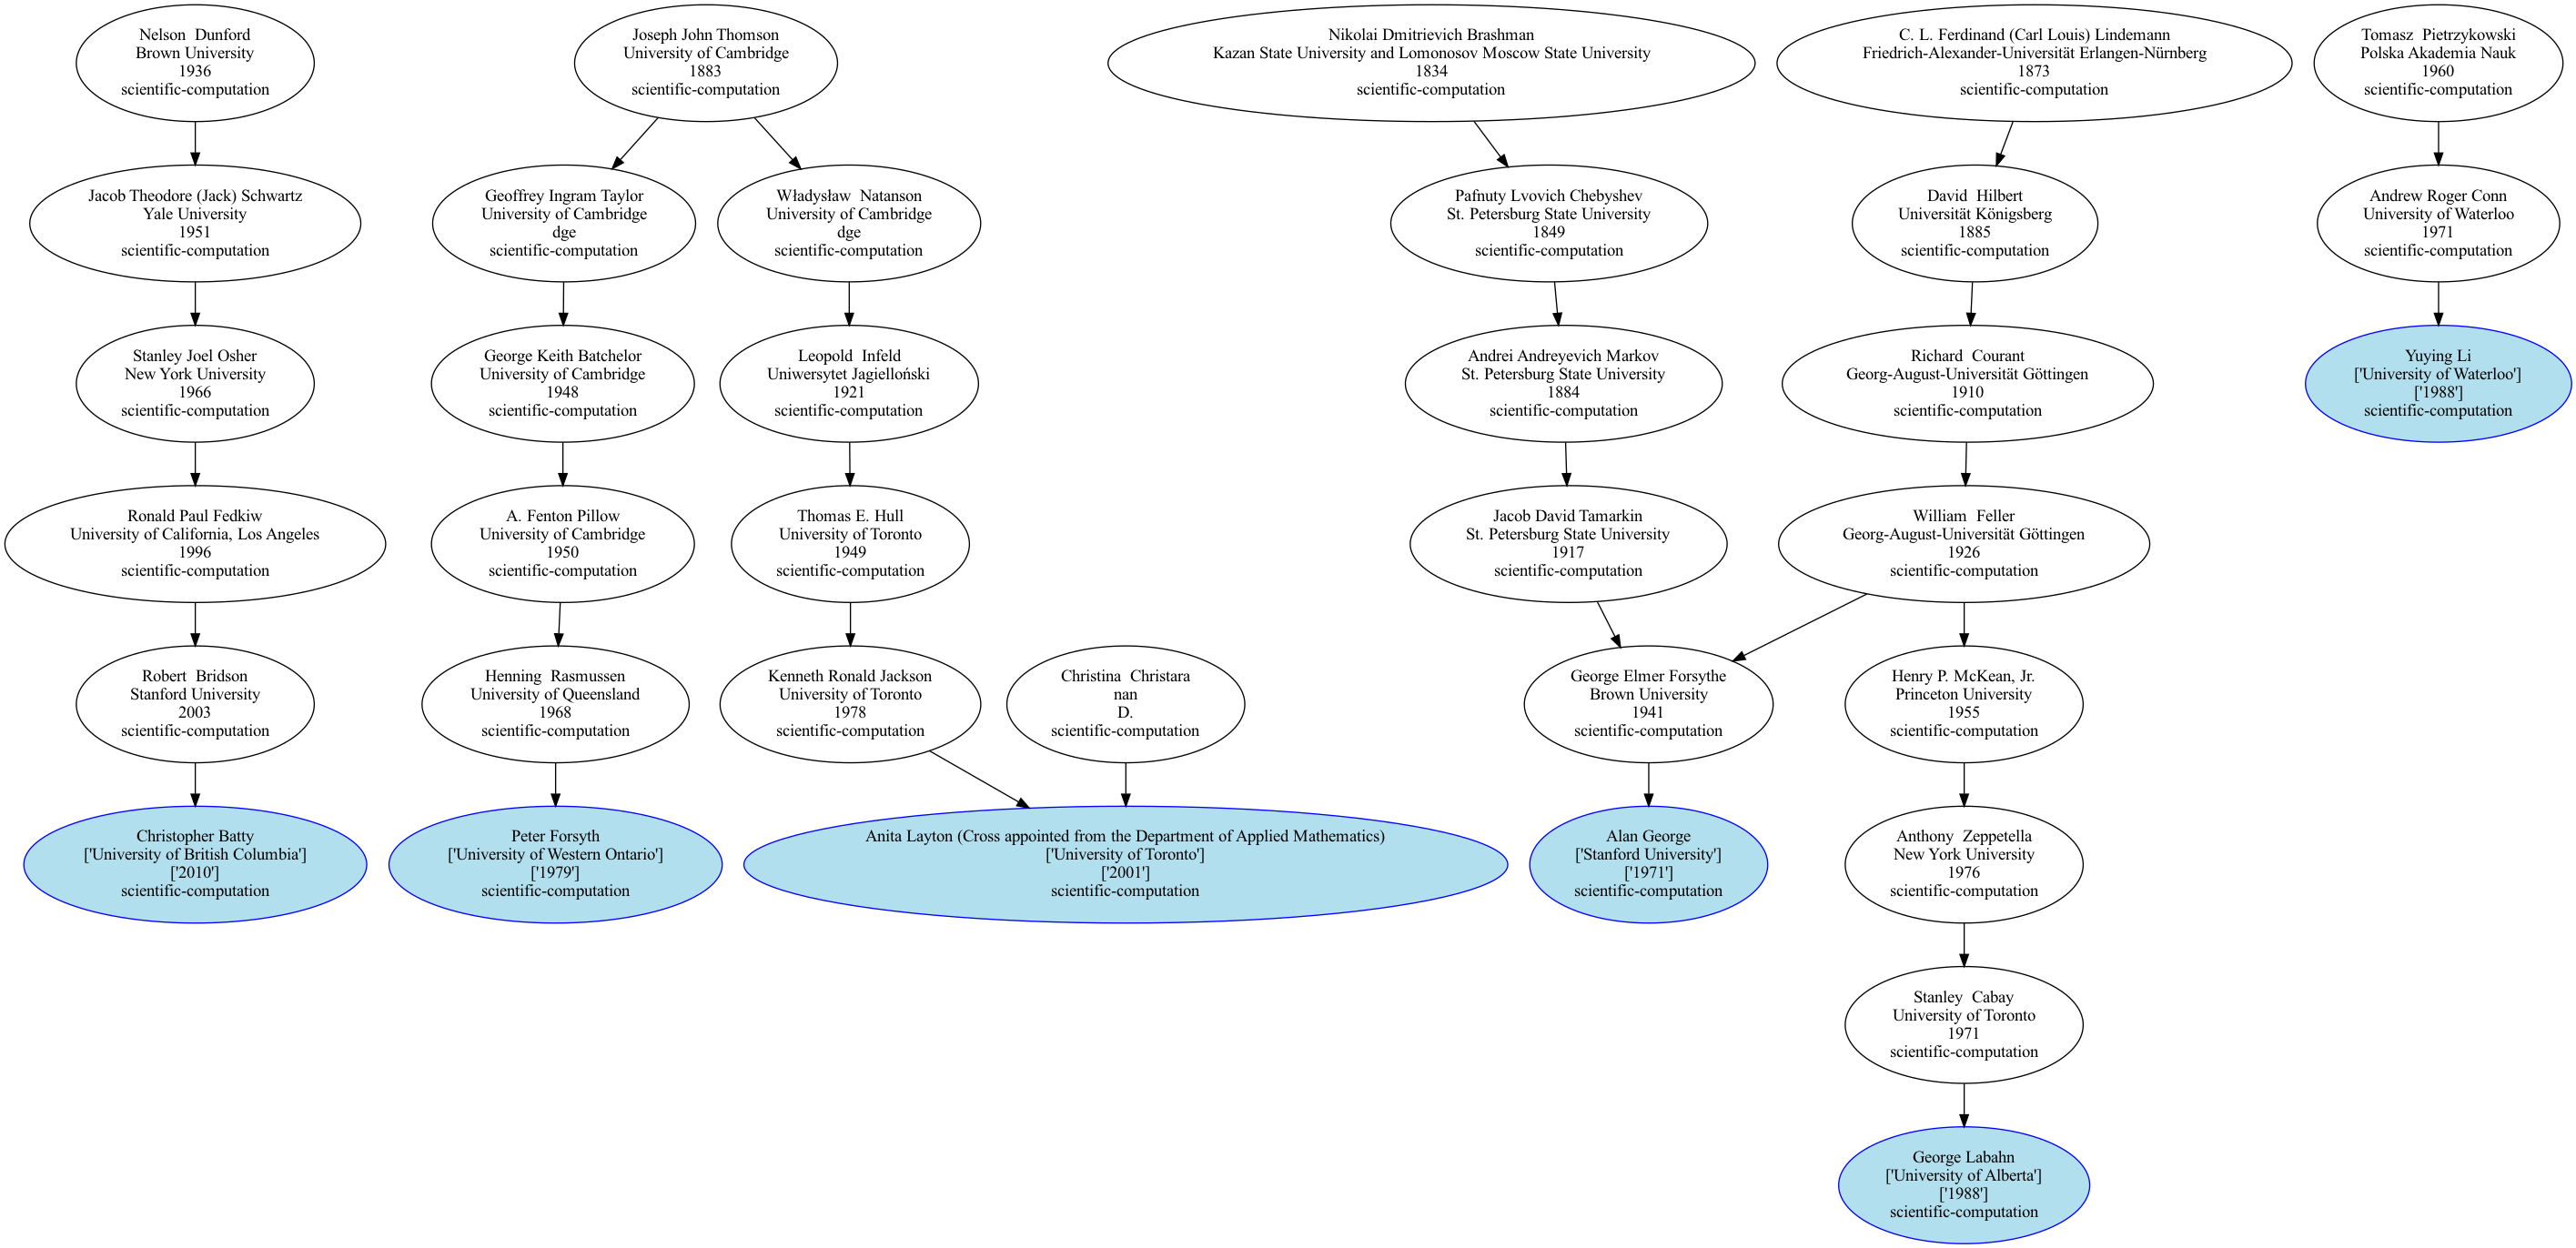 Nelson  Dunford
Brown University
1936
scientific-computation
Joseph John Thomson
University of Cambridge
1883
scientific-computation
Nikolai Dmitrievich Brashman
Kazan State University and Lomonosov Moscow State University
1834
scientific-computation
C. L. Ferdinand (Carl Louis) Lindemann
Friedrich-Alexander-Universität Erlangen-Nürnberg
1873
scientific-computation
Tomasz  Pietrzykowski
Polska Akademia Nauk
1960
scientific-computation
Jacob Theodore (Jack) Schwartz
Yale University
1951
scientific-computation
Geoffrey Ingram Taylor
University of Cambridge
dge
scientific-computation
Władysław  Natanson
University of Cambridge
dge
scientific-computation
Pafnuty Lvovich Chebyshev
St. Petersburg State University
1849
scientific-computation
David  Hilbert
Universität Königsberg
1885
scientific-computation
Andrew Roger Conn
University of Waterloo
1971
scientific-computation
Stanley Joel Osher
New York University
1966
scientific-computation
George Keith Batchelor
University of Cambridge
1948
scientific-computation
Leopold  Infeld
Uniwersytet Jagielloński
1921
scientific-computation
Andrei Andreyevich Markov
St. Petersburg State University
1884
scientific-computation
Richard  Courant
Georg-August-Universität Göttingen
1910
scientific-computation
Yuying Li
['University of Waterloo']
['1988']
scientific-computation
Ronald Paul Fedkiw
University of California, Los Angeles
1996
scientific-computation
A. Fenton Pillow
University of Cambridge
1950
scientific-computation
Thomas E. Hull
University of Toronto
1949
scientific-computation
Jacob David Tamarkin
St. Petersburg State University
1917
scientific-computation
William  Feller
Georg-August-Universität Göttingen
1926
scientific-computation
Robert  Bridson
Stanford University
2003
scientific-computation
Henning  Rasmussen
University of Queensland
1968
scientific-computation
Kenneth Ronald Jackson
University of Toronto
1978
scientific-computation
Christina  Christara
nan
D.
scientific-computation
George Elmer Forsythe
Brown University
1941
scientific-computation
Henry P. McKean, Jr.
Princeton University
1955
scientific-computation
Christopher Batty
['University of British Columbia']
['2010']
scientific-computation
Peter Forsyth
['University of Western Ontario']
['1979']
scientific-computation
Anita Layton (Cross appointed from the Department of Applied Mathematics)
['University of Toronto']
['2001']
scientific-computation
Alan George
['Stanford University']
['1971']
scientific-computation
Anthony  Zeppetella
New York University
1976
scientific-computation
Stanley  Cabay
University of Toronto
1971
scientific-computation
George Labahn
['University of Alberta']
['1988']
scientific-computation